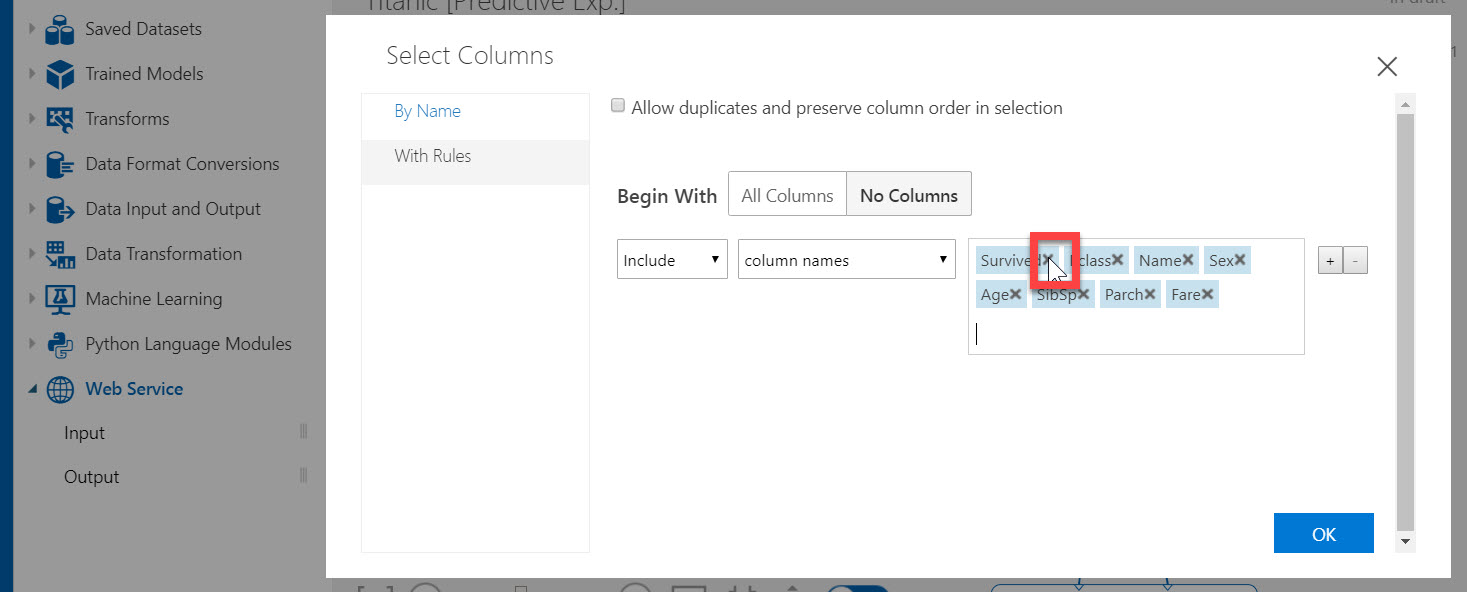 Titanic [Predictive Exp.]
In draft
Saved Datasets
Trained Models
Transforms
Data Format Conversions
Data Input and Output
Data Transformation
Machine Learning
Python Language Modules
Web Service
Input
Output
Select Columns
By Name
With Rules
Allow duplicates and preserve column order in selection
Begin With All Columns No Columns
Include column names
Survived Pclass Name Sex
Age SibSp Parch Fare
+ -
OK
1